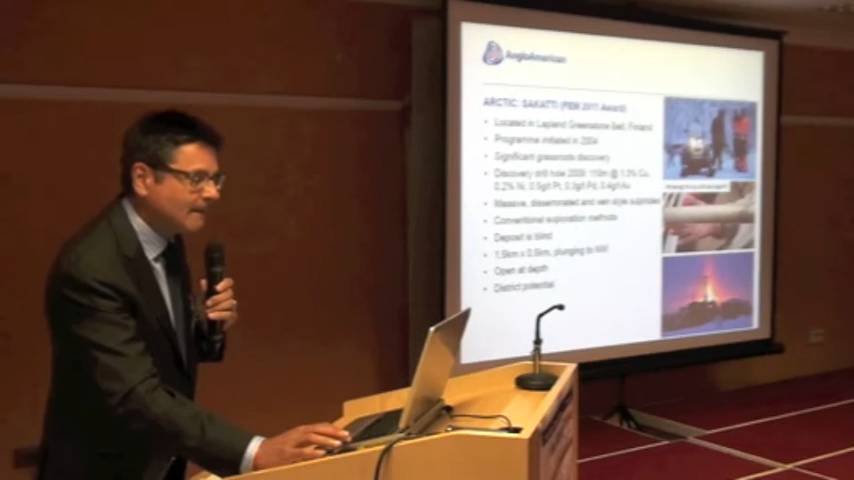 AngloAmerican
ARCTIC: SAKATTI (FEM 2011 Award)
• Located in Lapland Greenstone Belt, Finland
• Programme initiated in 2004
• Significant grassroots discovery
• Discovery drill hole 2009: 110m @ 1.3% Cu,
0.2% Ni, 0.5g/t Pt, 0.3g/t Pd, 0.4g/t Au
• Massive, disseminated and vein style sulphides
• Conventional exploration methods
• Deposit is blind
• 1.5km x 0.5km, plunging to NW
• Open at depth
• District potential